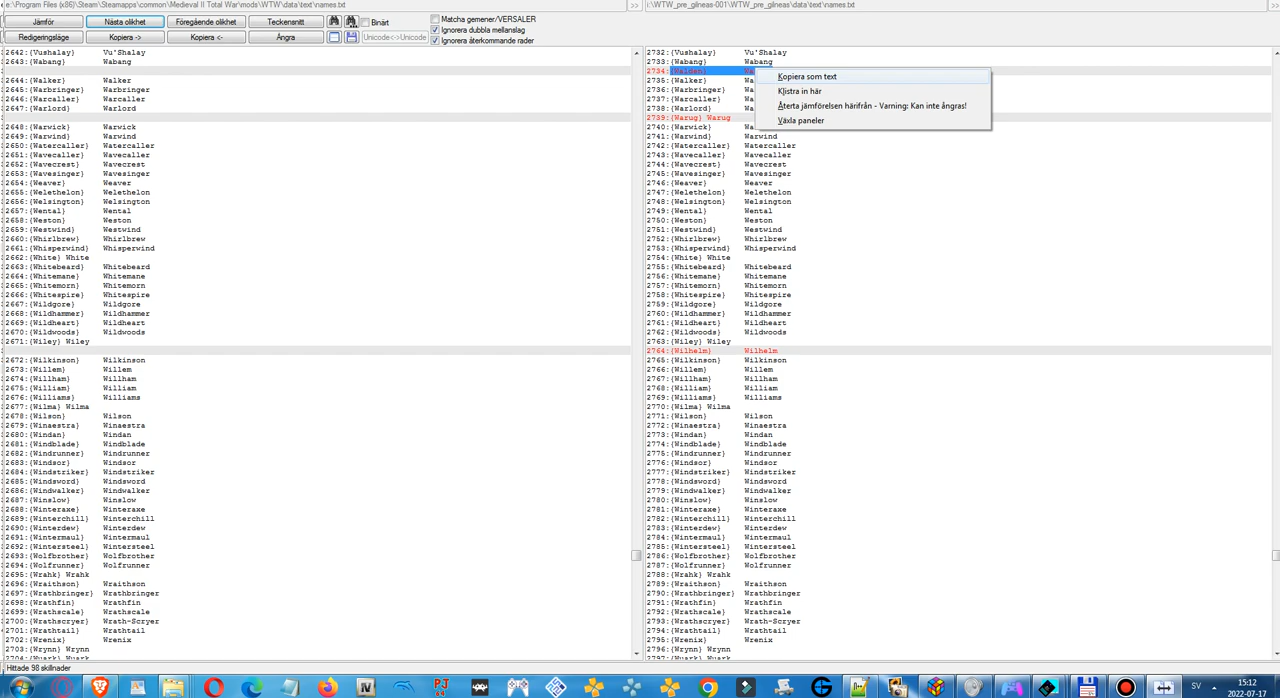 e:\Program Files (x86)\Steam\Steamapps\common\Medieval II Total War\mods\WTW\data\text\names.txt
>>
i:\WTW_pre_gilneas-001\WTW_pre_gilneas\data\text\names.txt
>>
Jämför
Nästa olikhet
Föregående olikhet
Teckensnitt
Binärt
Matcha gemener/VERSALER
Redigeringsläge
Kopiera ->
Kopiera <-
Ångra
Unicode<->Unicode
Ignorera dubbla mellanslag
Ignorera återkommande rader
2642:{Vushalay} Vu'Shalay
2643:{Wabang} Wabang
2644:{Walker} Walker
2645:{Warbringer} Warbringer
2646:{Warcaller} Warcaller
2647:{Warlord} Warlord
2648:{Warwick} Warwick
2649:{Warwind} Warwind
2650:{Watercaller} Watercaller
2651:{Wavecaller} Wavecaller
2652:{Wavecrest} Wavecrest
2653:{Wavesinger} Wavesinger
2654:{Weaver} Weaver
2655:{Welethelon} Welethelon
2656:{Welsington} Welsington
2657:{Wental} Wental
2658:{Weston} Weston
2659:{Westwind} Westwind
2660:{Whirlbrew} Whirlbrew
2661:{Whisperwind} Whisperwind
2662:{White} White
2663:{Whitebeard} Whitebeard
2664:{Whitemane} Whitemane
2665:{Whitemorn} Whitemorn
2666:{Whitespire} Whitespire
2667:{Wildgore} Wildgore
2668:{Wildhammer} Wildhammer
2669:{Wildheart} Wildheart
2670:{Wildwoods} Wildwoods
2671:{Wiley} Wiley
2672:{Wilkinson} Wilkinson
2673:{Willem} Willem
2674:{Willham} Willham
2675:{William} William
2676:{Williams} Williams
2677:{Wilma} Wilma
2678:{Wilson} Wilson
2679:{Winaestra} Winaestra
2680:{Windan} Windan
2681:{Windblade} Windblade
2682:{Windrunner} Windrunner
2683:{Windsor} Windsor
2684:{Windstriker} Windstriker
2685:{Windsword} Windsword
2686:{Windwalker} Windwalker
2687:{Winslow} Winslow
2688:{Winteraxe} Winteraxe
2689:{Winterchill} Winterchill
2690:{Winterdew} Winterdew
2691:{Wintermaul} Wintermaul
2692:{Wintersteel} Wintersteel
2693:{Wolfbrother} Wolfbrother
2694:{Wolfrunner} Wolfrunner
2695:{Wrahk} Wrahk
2696:{Wraithson} Wraithson
2697:{Wrathbringer} Wrathbringer
2698:{Wrathfin} Wrathfin
2699:{Wrathscale} Wrathscale
2700:{Wrathscryer} Wrath-Scryer
2701:{Wrathtail} Wrathtail
2702:{Wrenix} Wrenix
2703:{Wrynn} Wrynn
2704:{Wuark} Wuark
2732:{Vushalay} Vu'Shalay
2733:{Wabang} Wabang
2734:{Walden} Wa
2735:{Walker} Wa
2736:{Warbringer} Wa
2737:{Warcaller} Wa
2738:{Warlord} Wa
2739:{Warug} Warug
2740:{Warwick} Warwick
2741:{Warwind} Warwind
2742:{Watercaller} Watercaller
2743:{Wavecaller} Wavecaller
2744:{Wavecrest} Wavecrest
2745:{Wavesinger} Wavesinger
2746:{Weaver} Weaver
2747:{Welethelon} Welethelon
2748:{Welsington} Welsington
2749:{Wental} Wental
2750:{Weston} Weston
2751:{Westwind} Westwind
2752:{Whirlbrew} Whirlbrew
2753:{Whisperwind} Whisperwind
2754:{White} White
2755:{Whitebeard} Whitebeard
2756:{Whitemane} Whitemane
2757:{Whitemorn} Whitemorn
2758:{Whitespire} Whitespire
2759:{Wildgore} Wildgore
2760:{Wildhammer} Wildhammer
2761:{Wildheart} Wildheart
2762:{Wildwoods} Wildwoods
2763:{Wiley} Wiley
2764:{Wilhelm} Wilhelm
2765:{Wilkinson} Wilkinson
2766:{Willem} Willem
2767:{Willham} Willham
2768:{William} William
2769:{Williams} Williams
2770:{Wilma} Wilma
2771:{Wilson} Wilson
2772:{Winaestra} Winaestra
2773:{Windan} Windan
2774:{Windblade} Windblade
2775:{Windrunner} Windrunner
2776:{Windsor} Windsor
2777:{Windstriker} Windstriker
2778:{Windsword} Windsword
2779:{Windwalker} Windwalker
2780:{Winslow} Winslow
2781:{Winteraxe} Winteraxe
2782:{Winterchill} Winterchill
2783:{Winterdew} Winterdew
2784:{Wintermaul} Wintermaul
2785:{Wintersteel} Wintersteel
2786:{Wolfbrother} Wolfbrother
2787:{Wolfrunner} Wolfrunner
2788:{Wrahk} Wrahk
2789:{Wraithson} Wraithson
2790:{Wrathbringer} Wrathbringer
2791:{Wrathfin} Wrathfin
2792:{Wrathscale} Wrathscale
2793:{Wrathscryer} Wrath-Scryer
2794:{Wrathtail} Wrathtail
2795:{Wrenix} Wrenix
2796:{Wrynn} Wrynn
2797:{Wuark} Wuark
Kopiera som text
Klistra in här
Återta jämförelsen härifrån - Varning: Kan inte ångras!
Växla paneler
Hittade 98 skillnader
PJ
64
SV
15:12
2022-07-17